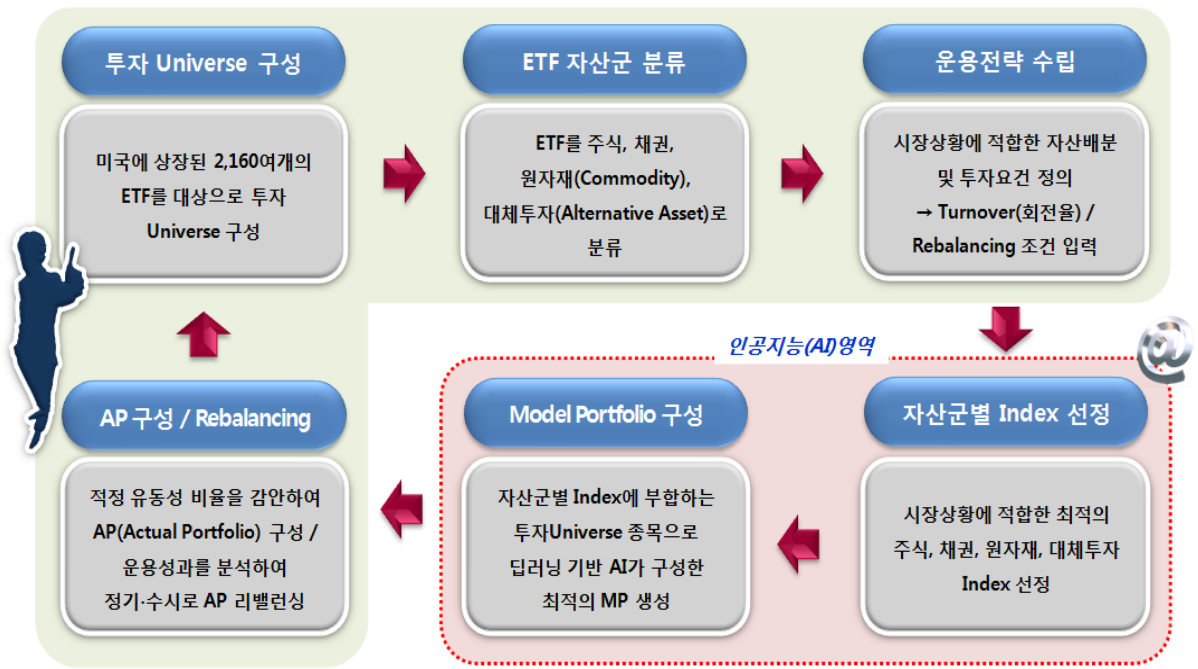 투자 Universe 구성
미국에 상장된 2,160여개의
ETF를 대상으로 투자
Universe 구성
ETF 자산군 분류
ETF를 주식, 채권,
원자재(Commodity),
대체투자(Alternative Asset)로
분류
운용전략 수립
시장상황에 적합한 자산배분
및 투자요건 정의
→ Turnover(회전율) /
Rebalancing 조건 입력
인공지능(AI)영역
@
자산군별 Index 선정
시장상황에 적합한 최적의
주식, 채권, 원자재, 대체투자
Index 선정
Model Portfolio 구성
자산군별 Index에 부합하는
투자Universe 종목으로
딥러닝 기반 AI가 구성한
최적의 MP 생성
AP 구성 / Rebalancing
적정 유동성 비율을 감안하여
AP(Actual Portfolio) 구성 /
운용성과를 분석하여
정기·수시로 AP 리밸런싱